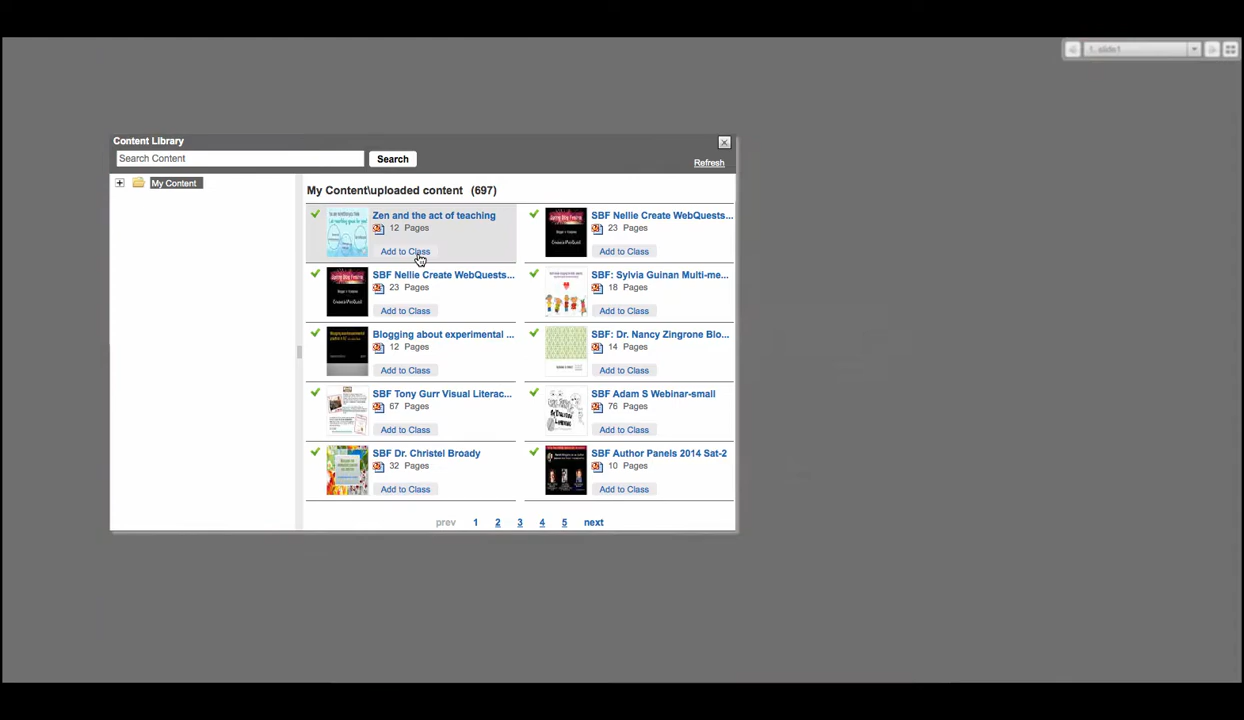 1. slide1
Content Library
Search Content
Search
Refresh
My Content
My Content\uploaded content (697)
Zen and the act of teaching
12 Pages
Add to Class
SBF Nellie Create WebQuests...
23 Pages
Add to Class
SBF Nellie Create WebQuests...
23 Pages
Add to Class
SBF: Sylvia Guinan Multi-me...
18 Pages
Add to Class
Blogging about experimental ...
12 Pages
Add to Class
SBF: Dr. Nancy Zingrone Blo...
14 Pages
Add to Class
SBF Tony Gurr Visual Literac...
67 Pages
Add to Class
SBF Adam S Webinar-small
76 Pages
Add to Class
SBF Dr. Christel Broady
32 Pages
Add to Class
SBF Author Panels 2014 Sat-2
10 Pages
Add to Class
prev 1 2 3 4 5 next